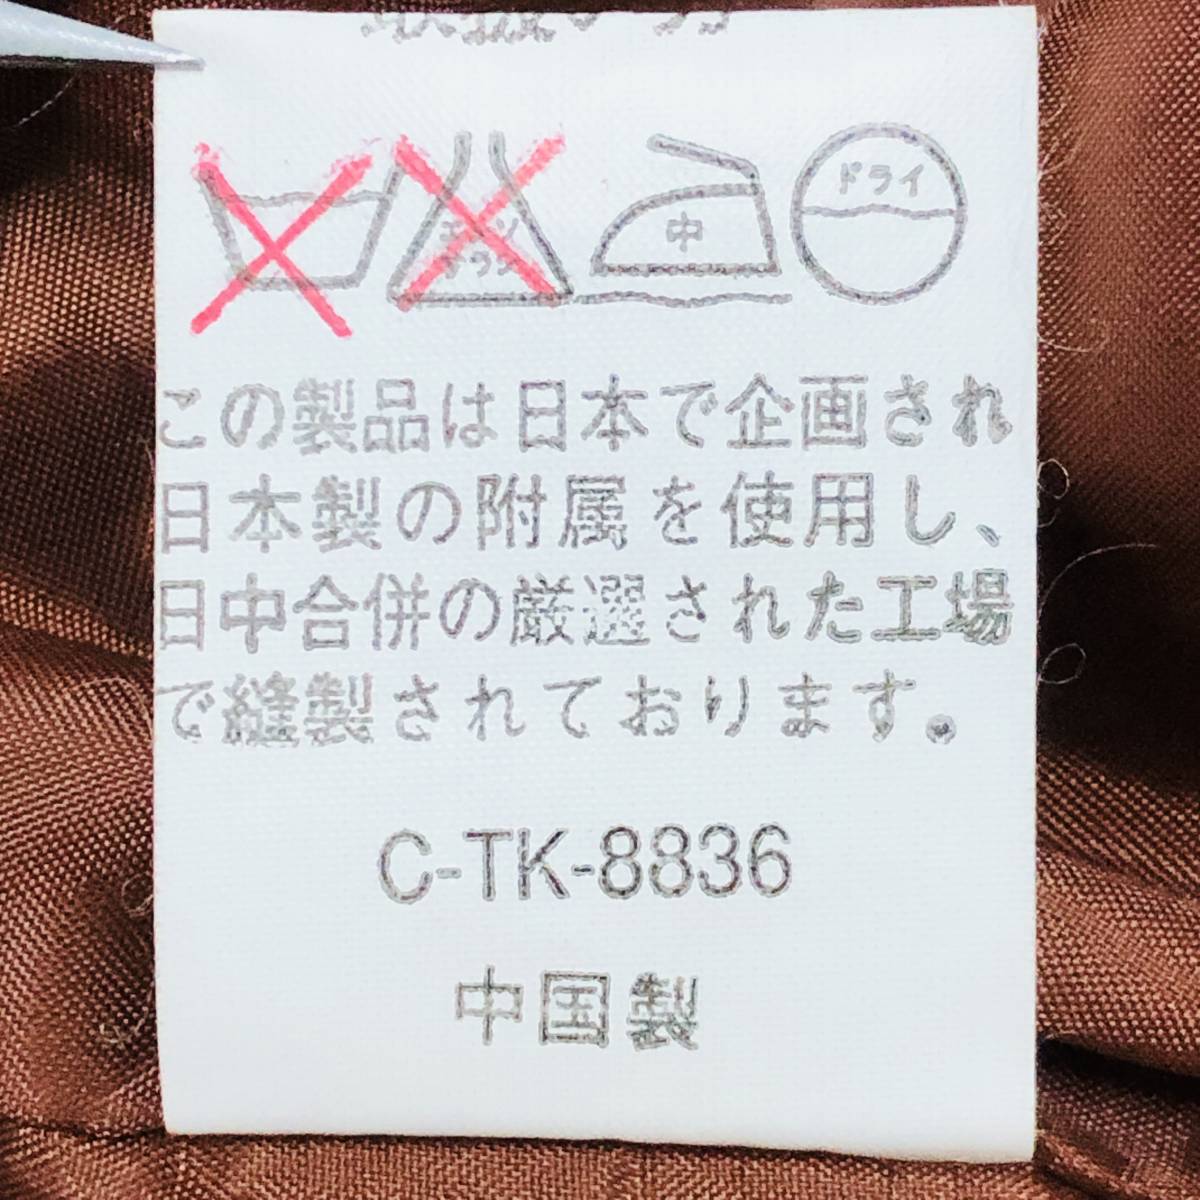 ドライ
中
この製品は日本で企画され
日本製の附属を使用し、
日中合併の厳選された工場
で縫製されております。
C-TK-8836
中国製